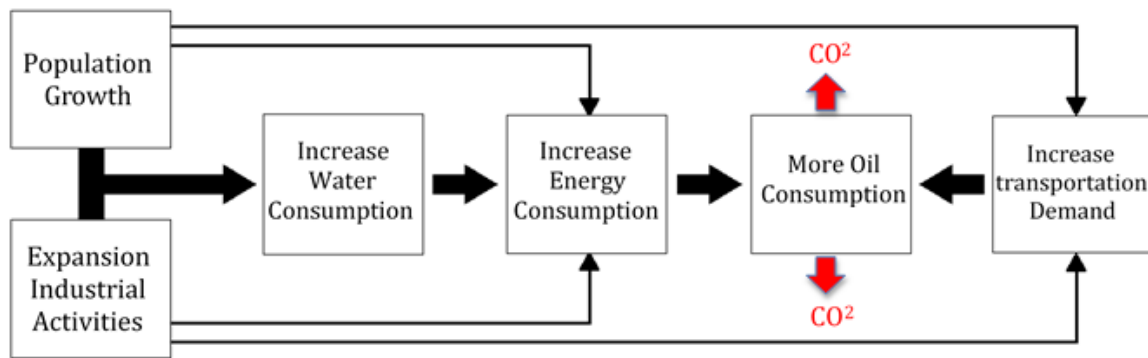 Population
Growth
Expansion
Industrial
Activities
Increase
Water
Consumption
Increase
Energy
Consumption
CO²
More Oil
Consumption
CO²
Increase
transportation
Demand